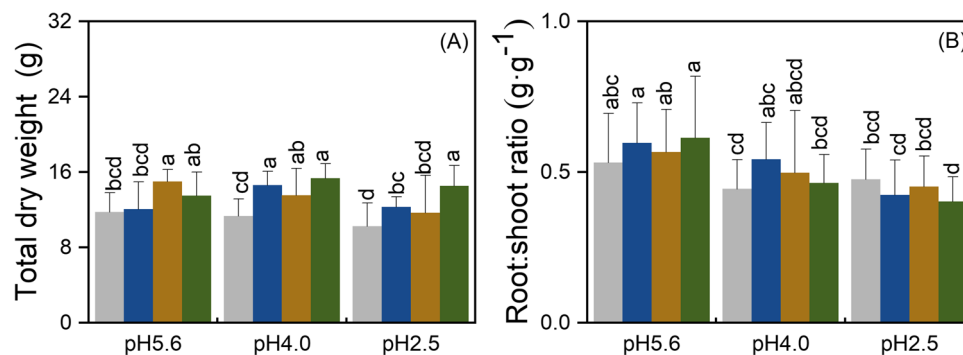 Total dry weight (g)
32
24
16
8
0
(A)
bcd
bcd
a
ab
cd
a
ab
a
d
bc
bcd
a
pH5.6
pH4.0
pH2.5
Root:shoot ratio (g·g⁻¹)
1.0
0.5
0.0
(B)
abc
a
ab
a
cd
abc
abcd
bcd
bcd
cd
bcd
d
pH5.6
pH4.0
pH2.5